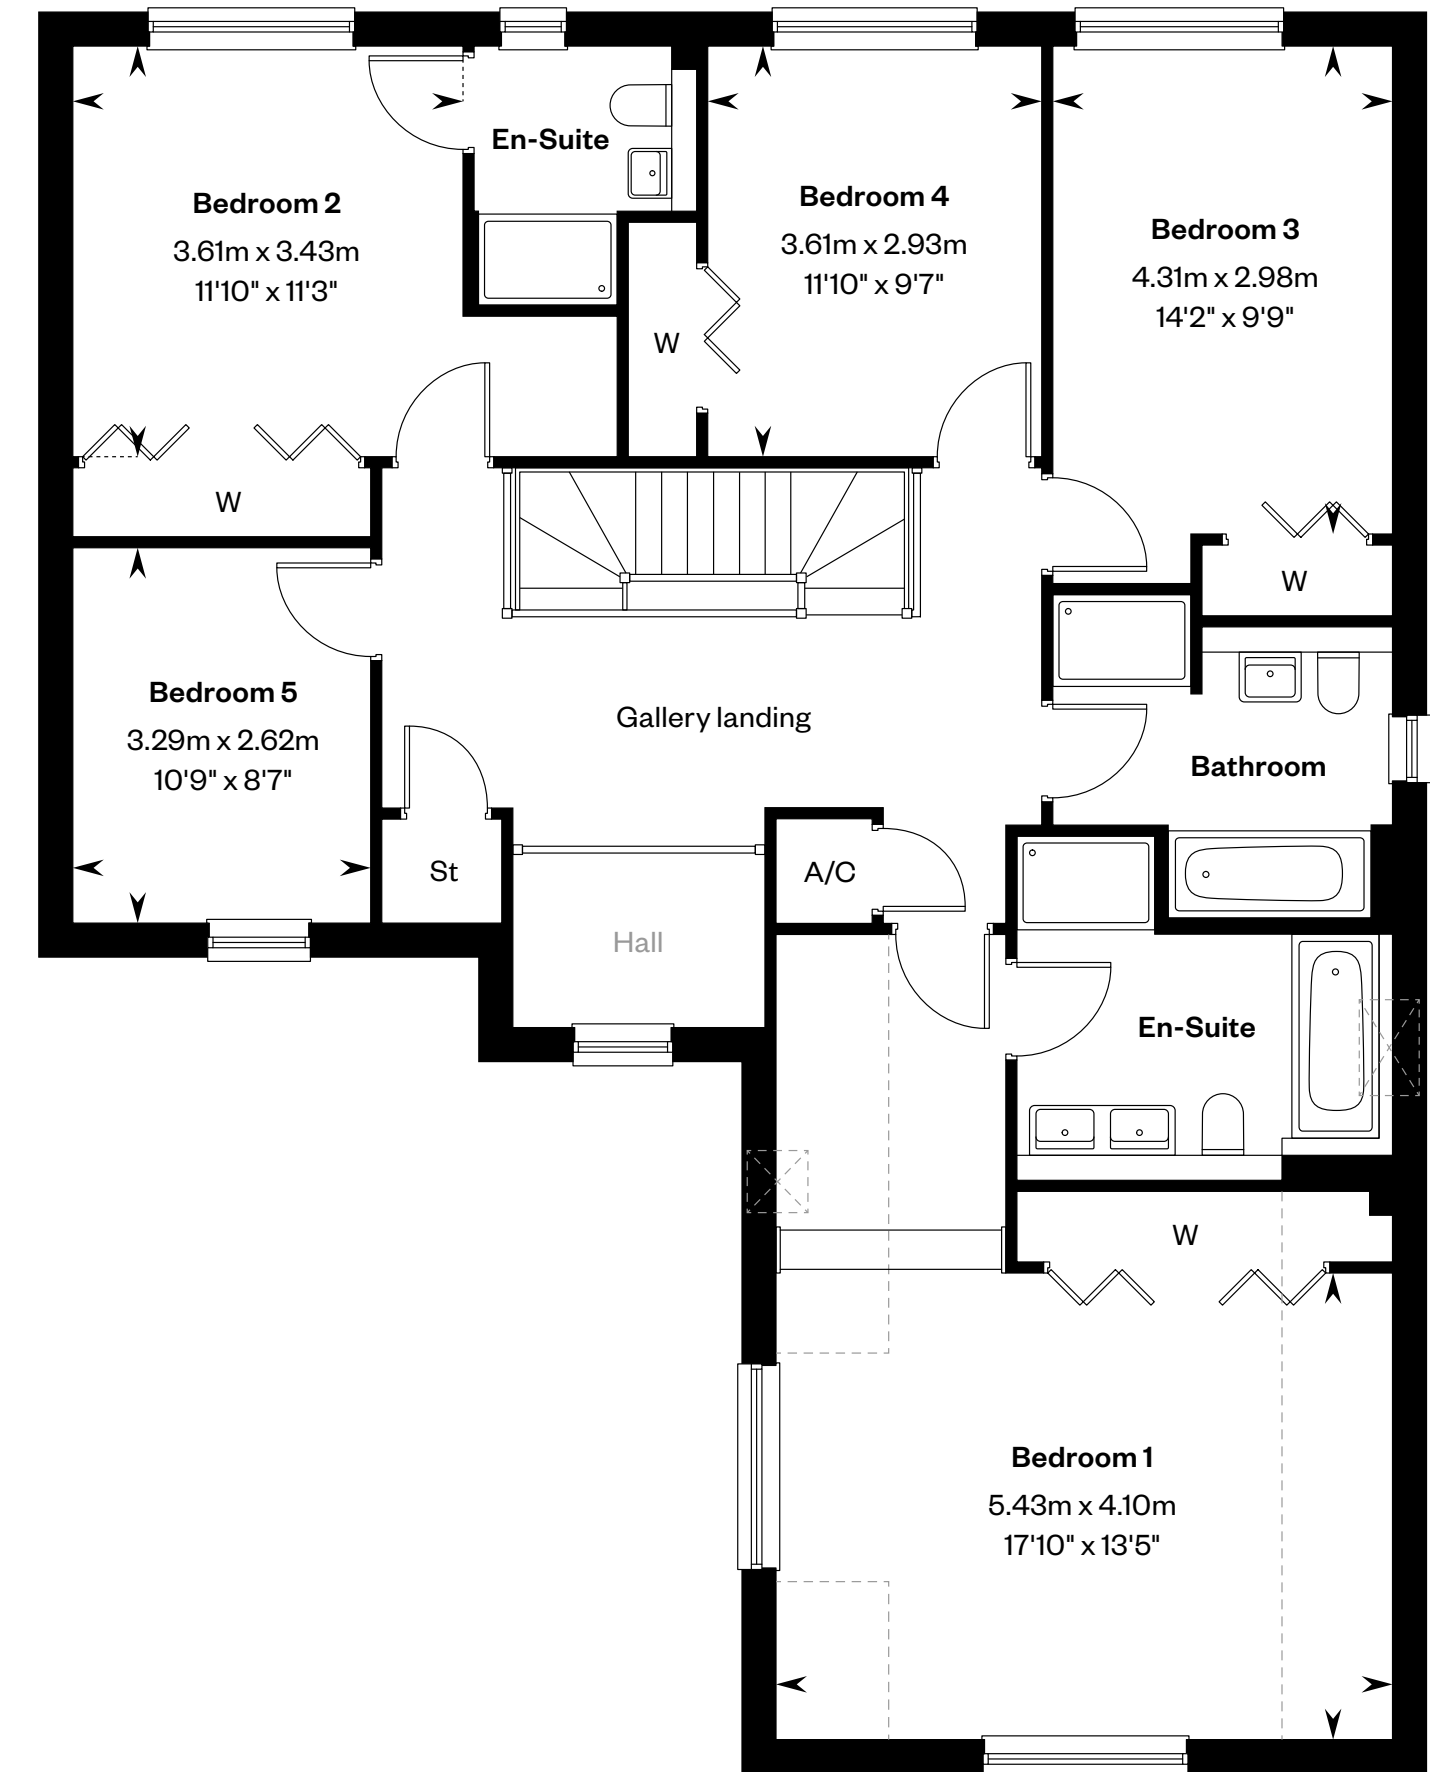 Bedroom 2
3.61m x 3.43m
11'10" x 11'3"
En-Suite
Bedroom 4
3.61m x 2.93m
11'10" x 9'7"
Bedroom 3
4.31m x 2.98m
14'2" x 9'9"
W
W
W
Bedroom 5
3.29m x 2.62m
10'9" x 8'7"
Gallery landing
Bathroom
St
A/C
Hall
En-Suite
W
Bedroom 1
5.43m x 4.10m
17'10" x 13'5"